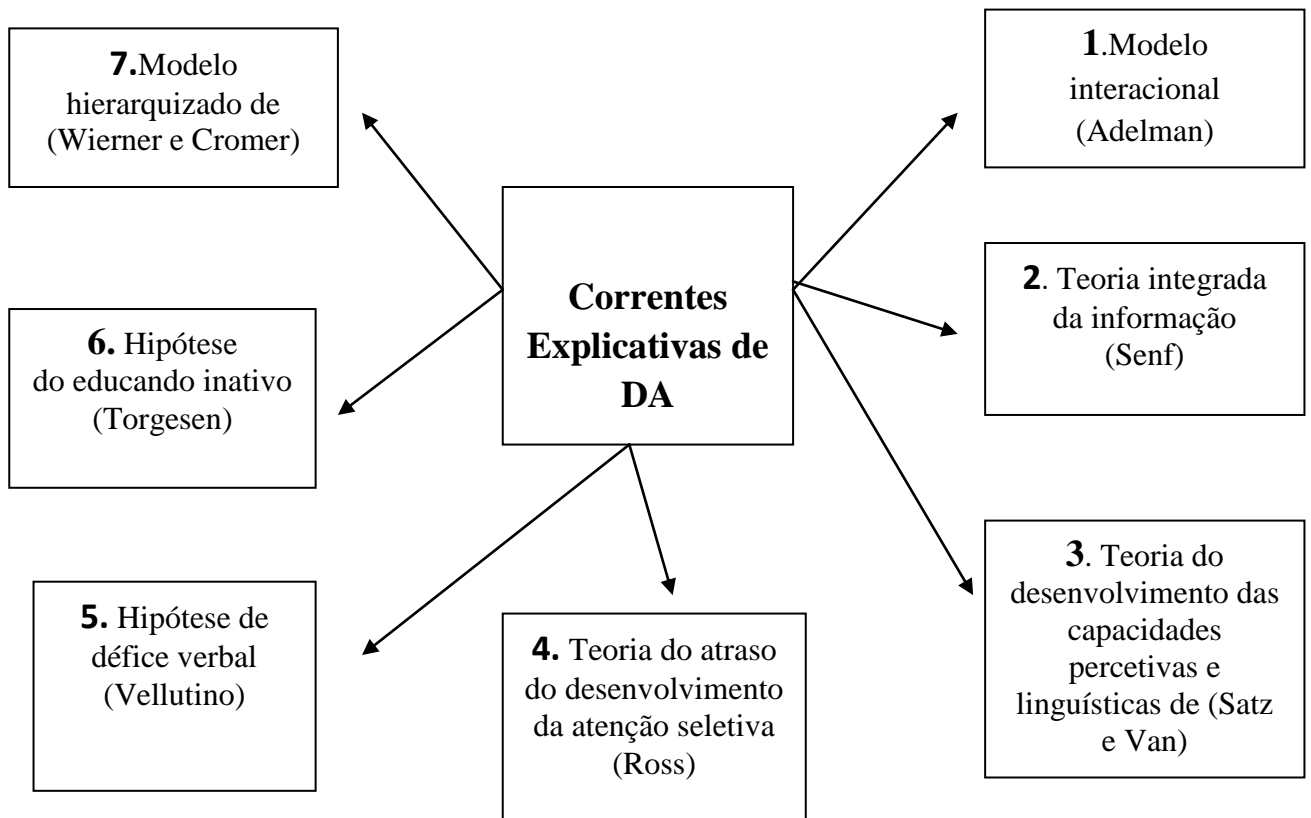 7.Modelo
hierarquizado de
(Wierner e Cromer)
1.Modelo
interacional
(Adelman)
Correntes
Explicativas de
DA
2. Teoria integrada
da informação
(Senf)
6. Hipótese
do educando inativo
(Torgesen)
3. Teoria do
desenvolvimento das
capacidades
percetivas e
linguísticas de (Satz
e Van)
5. Hipótese de
défice verbal
(Vellutino)
4. Teoria do atraso
do desenvolvimento
da atenção seletiva
(Ross)